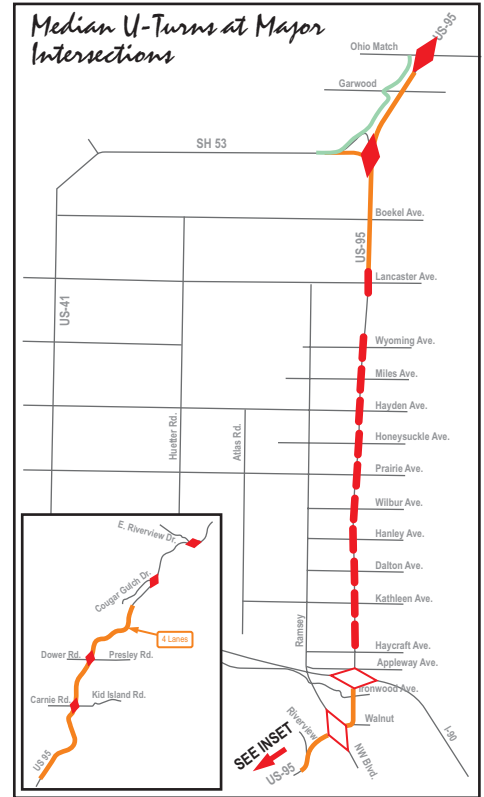 Median U-Turns at Major
Intersections
US-95
Ohio Match
Garwood
SH 53
Boekel Ave.
US-95
Lancaster Ave.
US-41
Wyoming Ave.
Miles Ave.
Hayden Ave.
Huetter Rd.
Atlas Rd.
Honeysuckle Ave.
Prairie Ave.
Wilbur Ave.
Hanley Ave.
Dalton Ave.
Kathleen Ave.
Ramsey
Haycraft Ave.
Appleway Ave.
Ironwood Ave.
Walnut
I-90
NW Blvd.
Riverview
SEE INSET
US-95
E. Riverview Dr.
Cougar Gulch Dr.
4 Lanes
Dower Rd.
Presley Rd.
Carnie Rd.
Kid Island Rd.
US 95